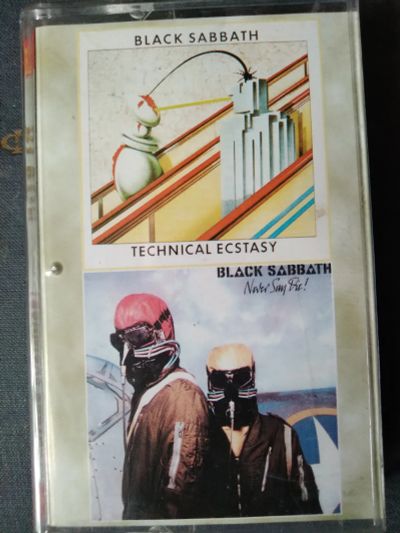 BLACK SABBATH
TECHNICAL ECSTASY
BLACK SABBATH
Never Say Die!